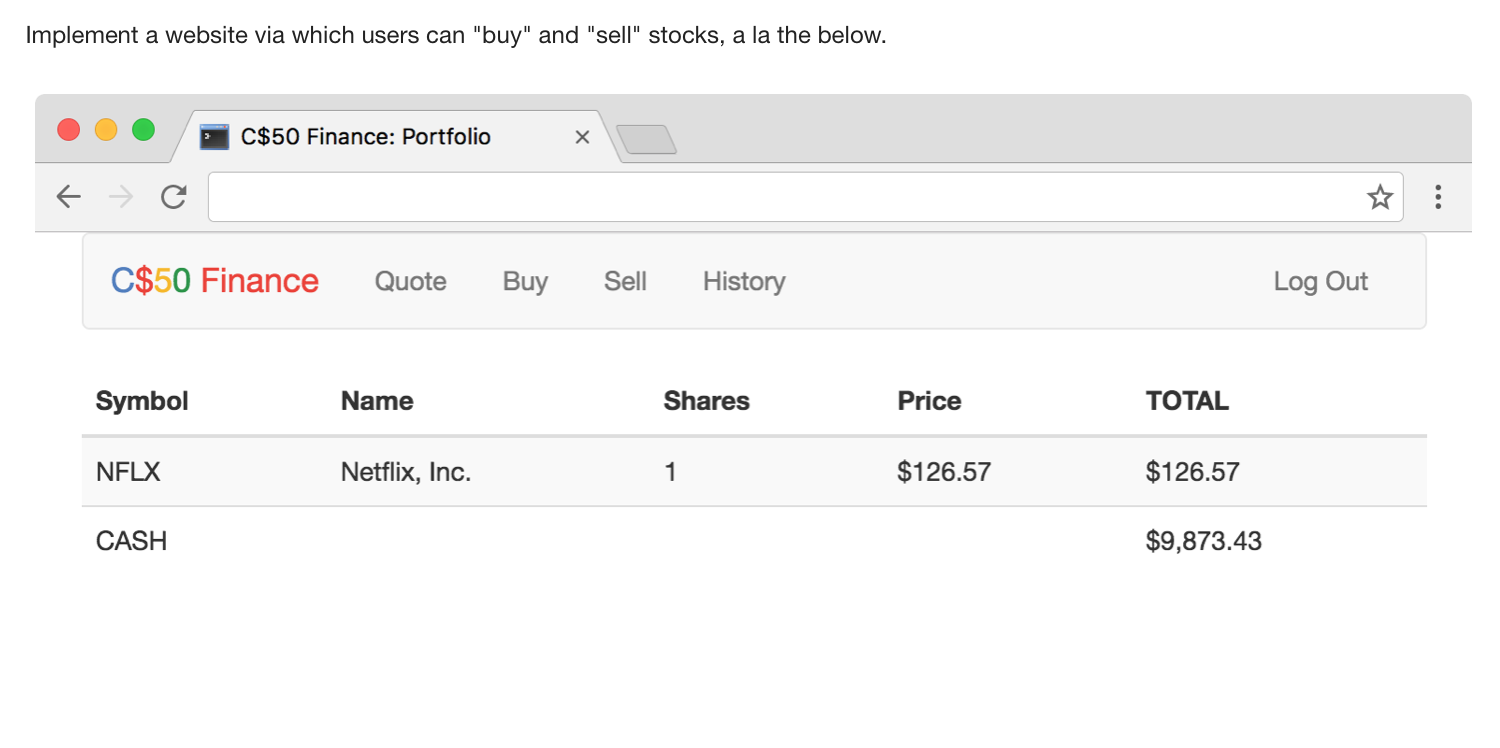 Implement a website via which users can "buy" and "sell" stocks, a la the below.
C$50 Finance: Portfolio
C$50 Finance Quote Buy Sell History Log Out
Symbol Name Shares Price TOTAL
NFLX Netflix, Inc. 1 $126.57 $126.57
CASH $9,873.43